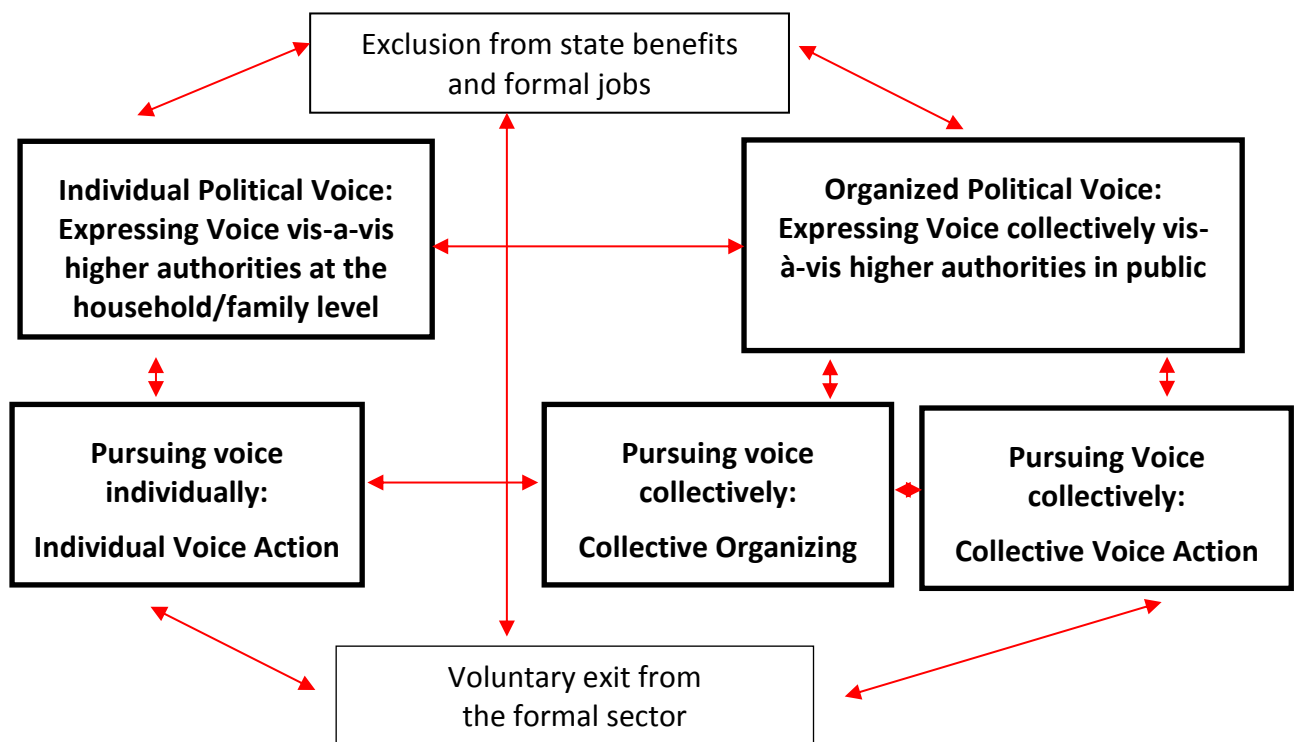 Exclusion from state benefits
and formal jobs
Individual Political Voice:
Expressing Voice vis-a-vis
higher authorities at the
household/family level
Organized Political Voice:
Expressing Voice collectively vis-
à-vis higher authorities in public
Pursuing voice
individually:
Individual Voice Action
Pursuing voice
collectively:
Collective Organizing
Pursuing Voice
collectively:
Collective Voice Action
Voluntary exit from
the formal sector